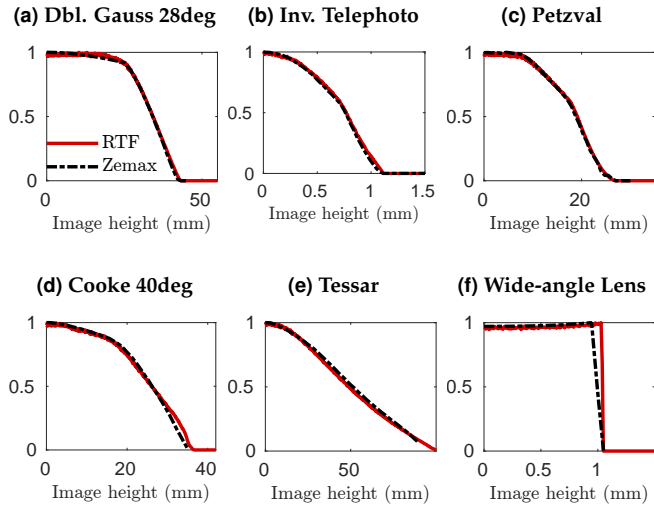 (a) Dbl. Gauss 28deg
1
0.5
0
0
50
Image height (mm)
RTF
Zemax
(b) Inv. Telephoto
1
0.5
0
0
0.5
1
1.5
Image height (mm)
(c) Petzval
1
0.5
0
0
20
Image height (mm)
(d) Cooke 40deg
1
0.5
0
0
20
40
Image height (mm)
(e) Tessar
1
0.5
0
0
50
Image height (mm)
(f) Wide-angle Lens
1
0.5
0
0
1
Image height (mm)